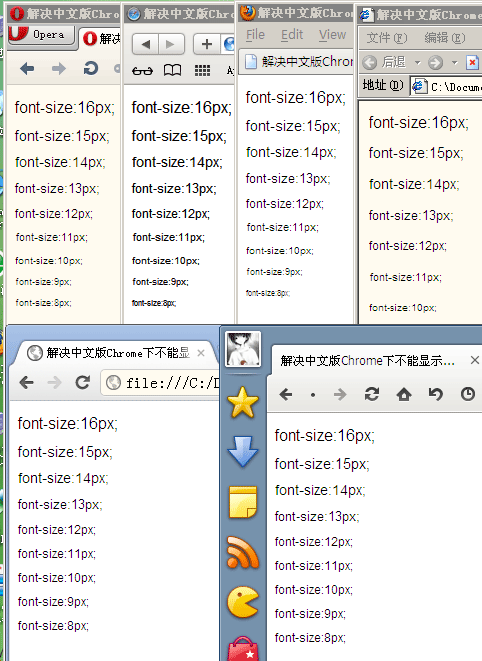 解决中文版Chro
Opera
解决
font-size:16px;
font-size:15px;
font-size:14px;
font-size:13px;
font-size:12px;
font-size:11px;
font-size:10px;
font-size:9px;
font-size:8px;
解决中文版Chro
font-size:16px;
font-size:15px;
font-size:14px;
font-size:13px;
font-size:12px;
font-size:11px;
font-size:10px;
font-size:9px;
font-size:8px;
解决中文版Chro
File Edit View
解决中文版Chro
font-size:16px;
font-size:15px;
font-size:14px;
font-size:13px;
font-size:12px;
font-size:11px;
font-size:10px;
font-size:9px;
font-size:8px;
解决中文版Chrome
文件(F) 编辑(E)
后退
地址(D) C:\Docume
font-size:16px;
font-size:15px;
font-size:14px;
font-size:13px;
font-size:12px;
font-size:11px;
font-size:10px;
解决中文版Chrome下不能显
file:///C:/D
font-size:16px;
font-size:15px;
font-size:14px;
font-size:13px;
font-size:12px;
font-size:11px;
font-size:10px;
font-size:9px;
font-size:8px;
解决中文版Chrome下不能显示...
font-size:16px;
font-size:15px;
font-size:14px;
font-size:13px;
font-size:12px;
font-size:11px;
font-size:10px;
font-size:9px;
font-size:8px;